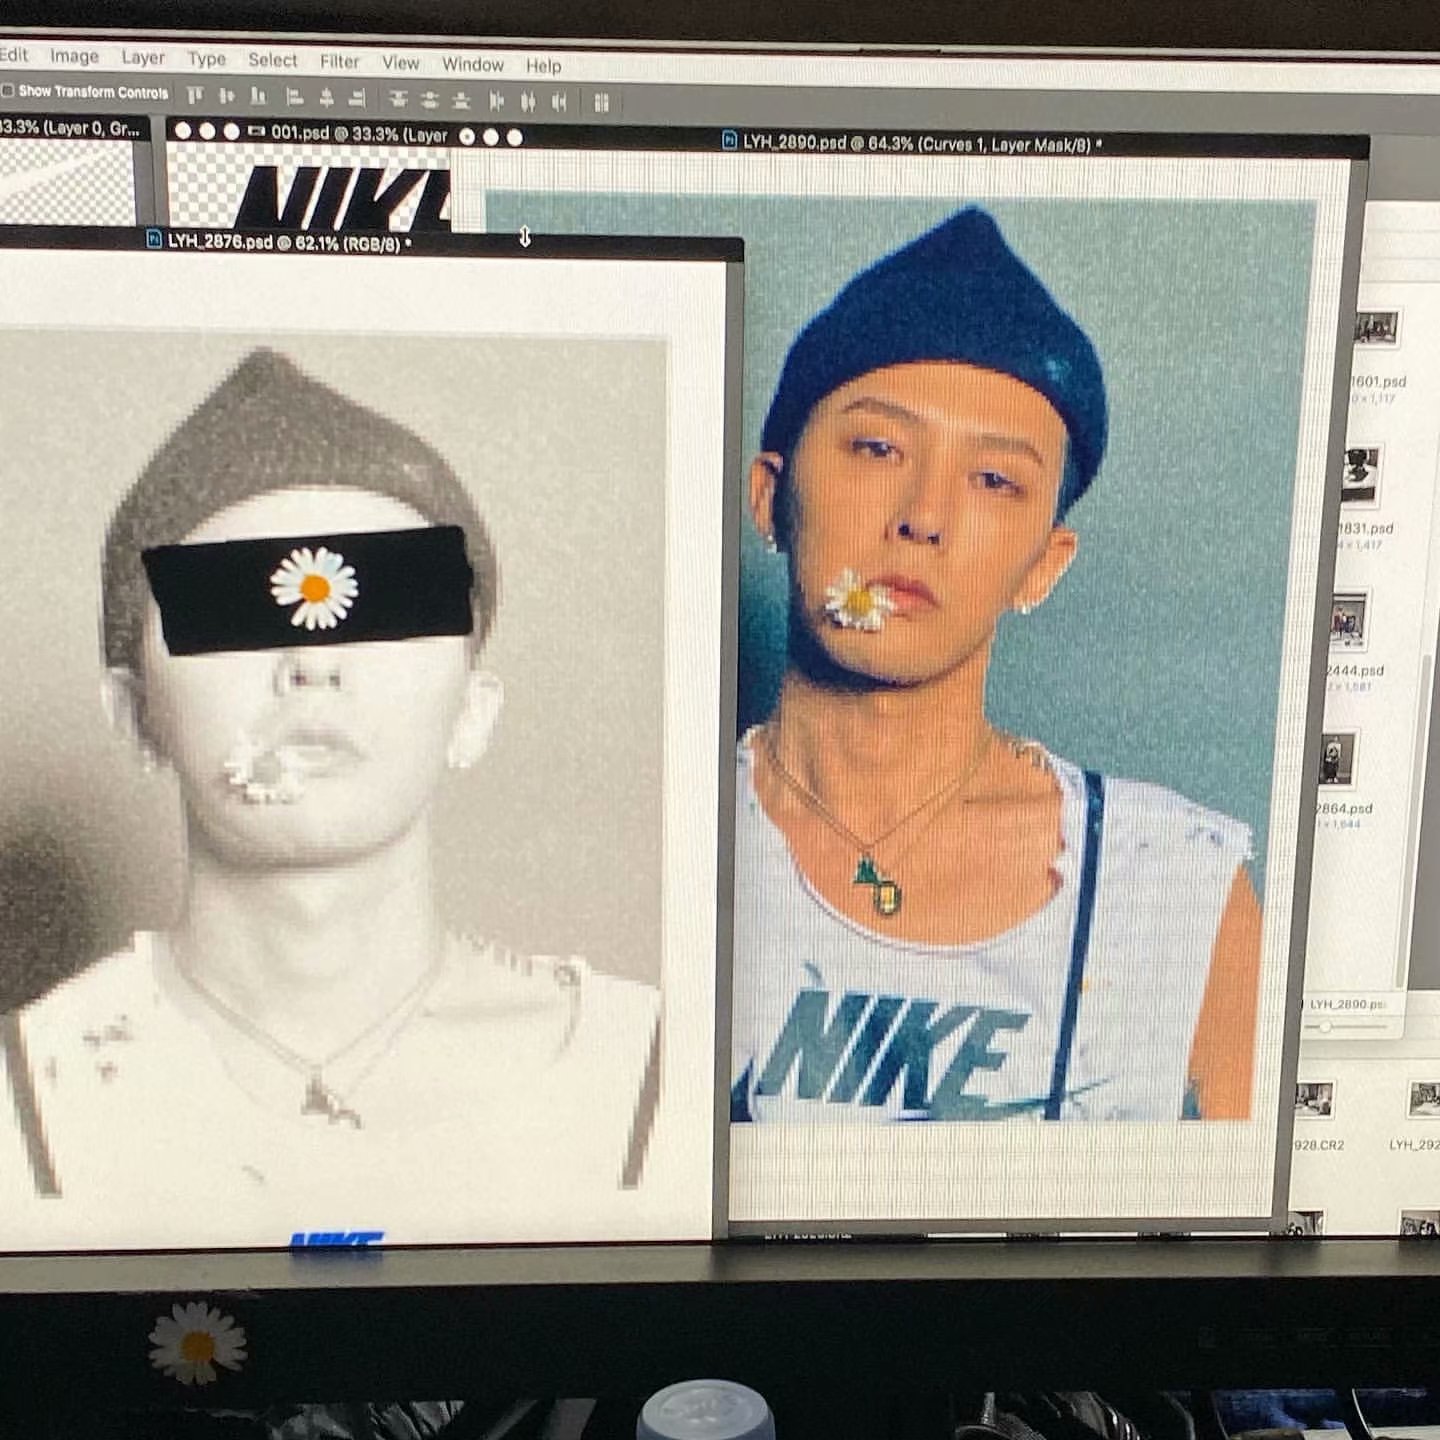 Edit Image Layer Type Select Filter View Window Help
Show Transform Controls
33.3% (Layer 0, Gr...
001.psd @ 33.3% (Layer
LYH_2890.psd @ 64.3% (Curves 1, Layer Mask/8) *
NIKE
LYH_2876.psd @ 62.1% (RGB/8) *
1601.psd
1831.psd
2444.psd
2864.psd
NIKE
LYH_2890.ps
928.CR2
LYH_292
NIKE